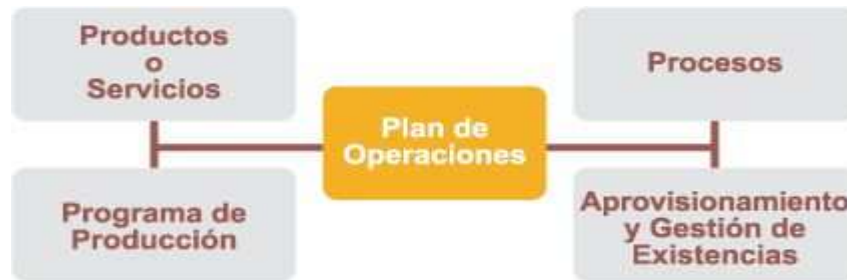 Productos
o
Servicios
Procesos
Plan de
Operaciones
Programa de
Producción
Aprovisionamiento
y Gestión de
Existencias